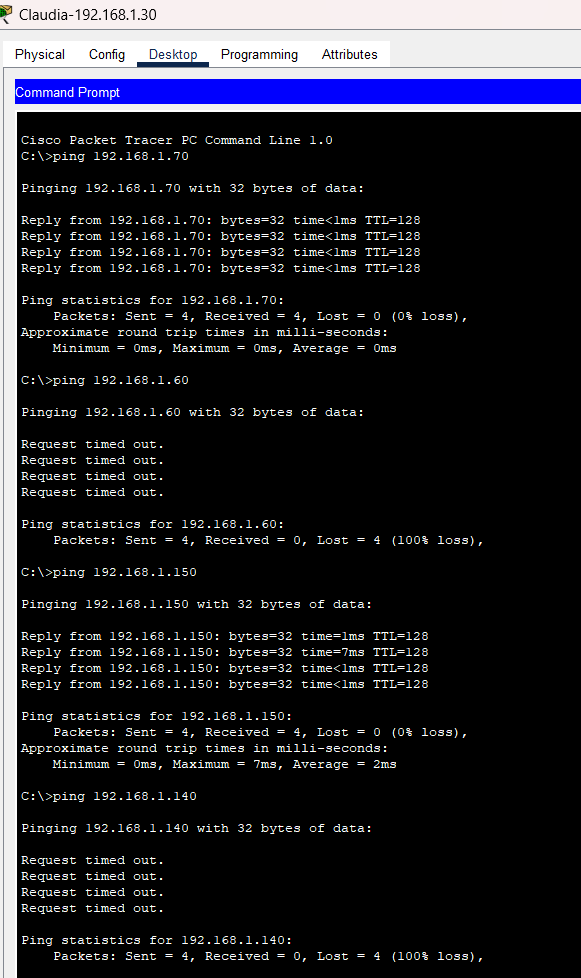 Claudia-192.168.1.30
Physical Config Desktop Programming Attributes
Command Prompt
Cisco Packet Tracer PC Command Line 1.0
C:\>ping 192.168.1.70
Pinging 192.168.1.70 with 32 bytes of data:
Reply from 192.168.1.70: bytes=32 time<1ms TTL=128
Reply from 192.168.1.70: bytes=32 time<1ms TTL=128
Reply from 192.168.1.70: bytes=32 time<1ms TTL=128
Reply from 192.168.1.70: bytes=32 time<1ms TTL=128
Ping statistics for 192.168.1.70:
Packets: Sent = 4, Received = 4, Lost = 0 (0% loss),
Approximate round trip times in milli-seconds:
Minimum = 0ms, Maximum = 0ms, Average = 0ms
C:\>ping 192.168.1.60
Pinging 192.168.1.60 with 32 bytes of data:
Request timed out.
Request timed out.
Request timed out.
Request timed out.
Ping statistics for 192.168.1.60:
Packets: Sent = 4, Received = 0, Lost = 4 (100% loss),
C:\>ping 192.168.1.150
Pinging 192.168.1.150 with 32 bytes of data:
Reply from 192.168.1.150: bytes=32 time=1ms TTL=128
Reply from 192.168.1.150: bytes=32 time=7ms TTL=128
Reply from 192.168.1.150: bytes=32 time<1ms TTL=128
Reply from 192.168.1.150: bytes=32 time<1ms TTL=128
Ping statistics for 192.168.1.150:
Packets: Sent = 4, Received = 4, Lost = 0 (0% loss),
Approximate round trip times in milli-seconds:
Minimum = 0ms, Maximum = 7ms, Average = 2ms
C:\>ping 192.168.1.140
Pinging 192.168.1.140 with 32 bytes of data:
Request timed out.
Request timed out.
Request timed out.
Request timed out.
Ping statistics for 192.168.1.140:
Packets: Sent = 4, Received = 0, Lost = 4 (100% loss),